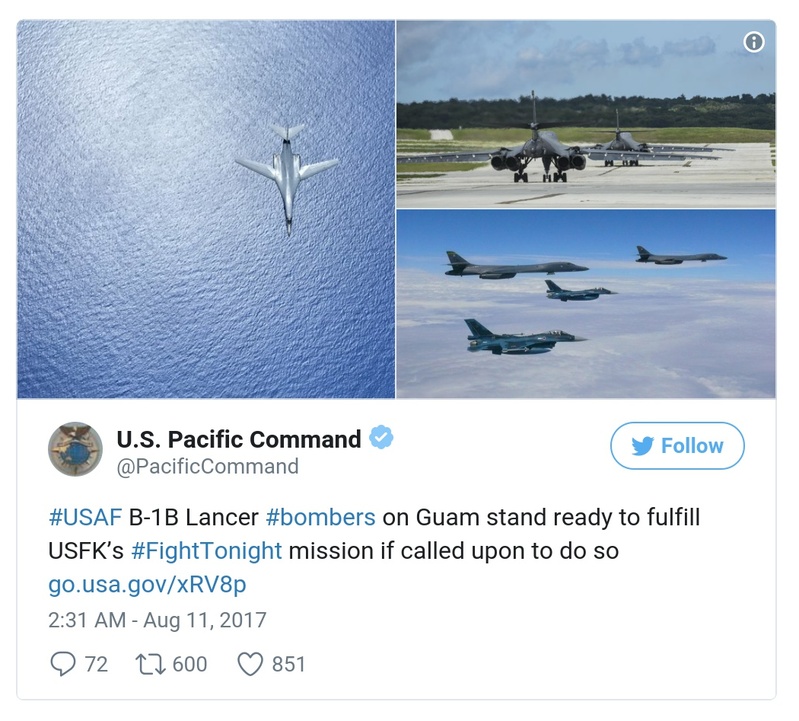 U.S. Pacific Command
@PacificCommand
Follow
#USAF B-1B Lancer #bombers on Guam stand ready to fulfill
USFK’s #FightTonight mission if called upon to do so
go.usa.gov/xRV8p
2:31 AM - Aug 11, 2017
72 600 851